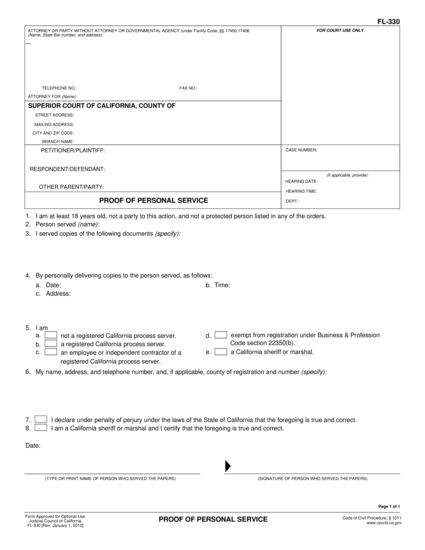 FL-330
ATTORNEY OR PARTY WITHOUT ATTORNEY OR GOVERNMENTAL AGENCY (under Family Code, §§ 17400,17406
(Name, State Bar number, and address):
FOR COURT USE ONLY
TELEPHONE NO.: FAX NO.:
ATTORNEY FOR (Name):
SUPERIOR COURT OF CALIFORNIA, COUNTY OF
STREET ADDRESS:
MAILING ADDRESS:
CITY AND ZIP CODE:
BRANCH NAME:
PETITIONER/PLAINTIFF:
CASE NUMBER:
RESPONDENT/DEFENDANT:
(If applicable, provide):
HEARING DATE:
OTHER PARENT/PARTY:
HEARING TIME:
PROOF OF PERSONAL SERVICE
DEPT.:
1. I am at least 18 years old, not a party to this action, and not a protected person listed in any of the orders.
2. Person served (name):
3. I served copies of the following documents (specify):
4. By personally delivering copies to the person served, as follows:
a. Date: b. Time:
c. Address:
5. I am
a. not a registered California process server.
b. a registered California process server.
c. an employee or independent contractor of a
registered California process server.
d. exempt from registration under Business & Profession
Code section 22350(b).
e. a California sheriff or marshal.
6. My name, address, and telephone number, and, if applicable, county of registration and number (specify):
7. I declare under penalty of perjury under the laws of the State of California that the foregoing is true and correct.
8. I am a California sheriff or marshal and I certify that the foregoing is true and correct.
Date:
(TYPE OR PRINT NAME OF PERSON WHO SERVED THE PAPERS) (SIGNATURE OF PERSON WHO SERVED THE PAPERS)
Page 1 of 1
Form Approved for Optional Use
Judicial Council of California
FL-330 [Rev. January 1, 2012]
PROOF OF PERSONAL SERVICE
Code of Civil Procedure, § 1011
www.courts.ca.gov